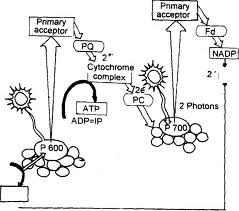 Primary
acceptor
PQ
2e⁻
Cytochrome
complex
ATP
ADP=IP
P 600
2e
PC
Primary acceptor
Fd
NADP
2
2 Photons
P 700